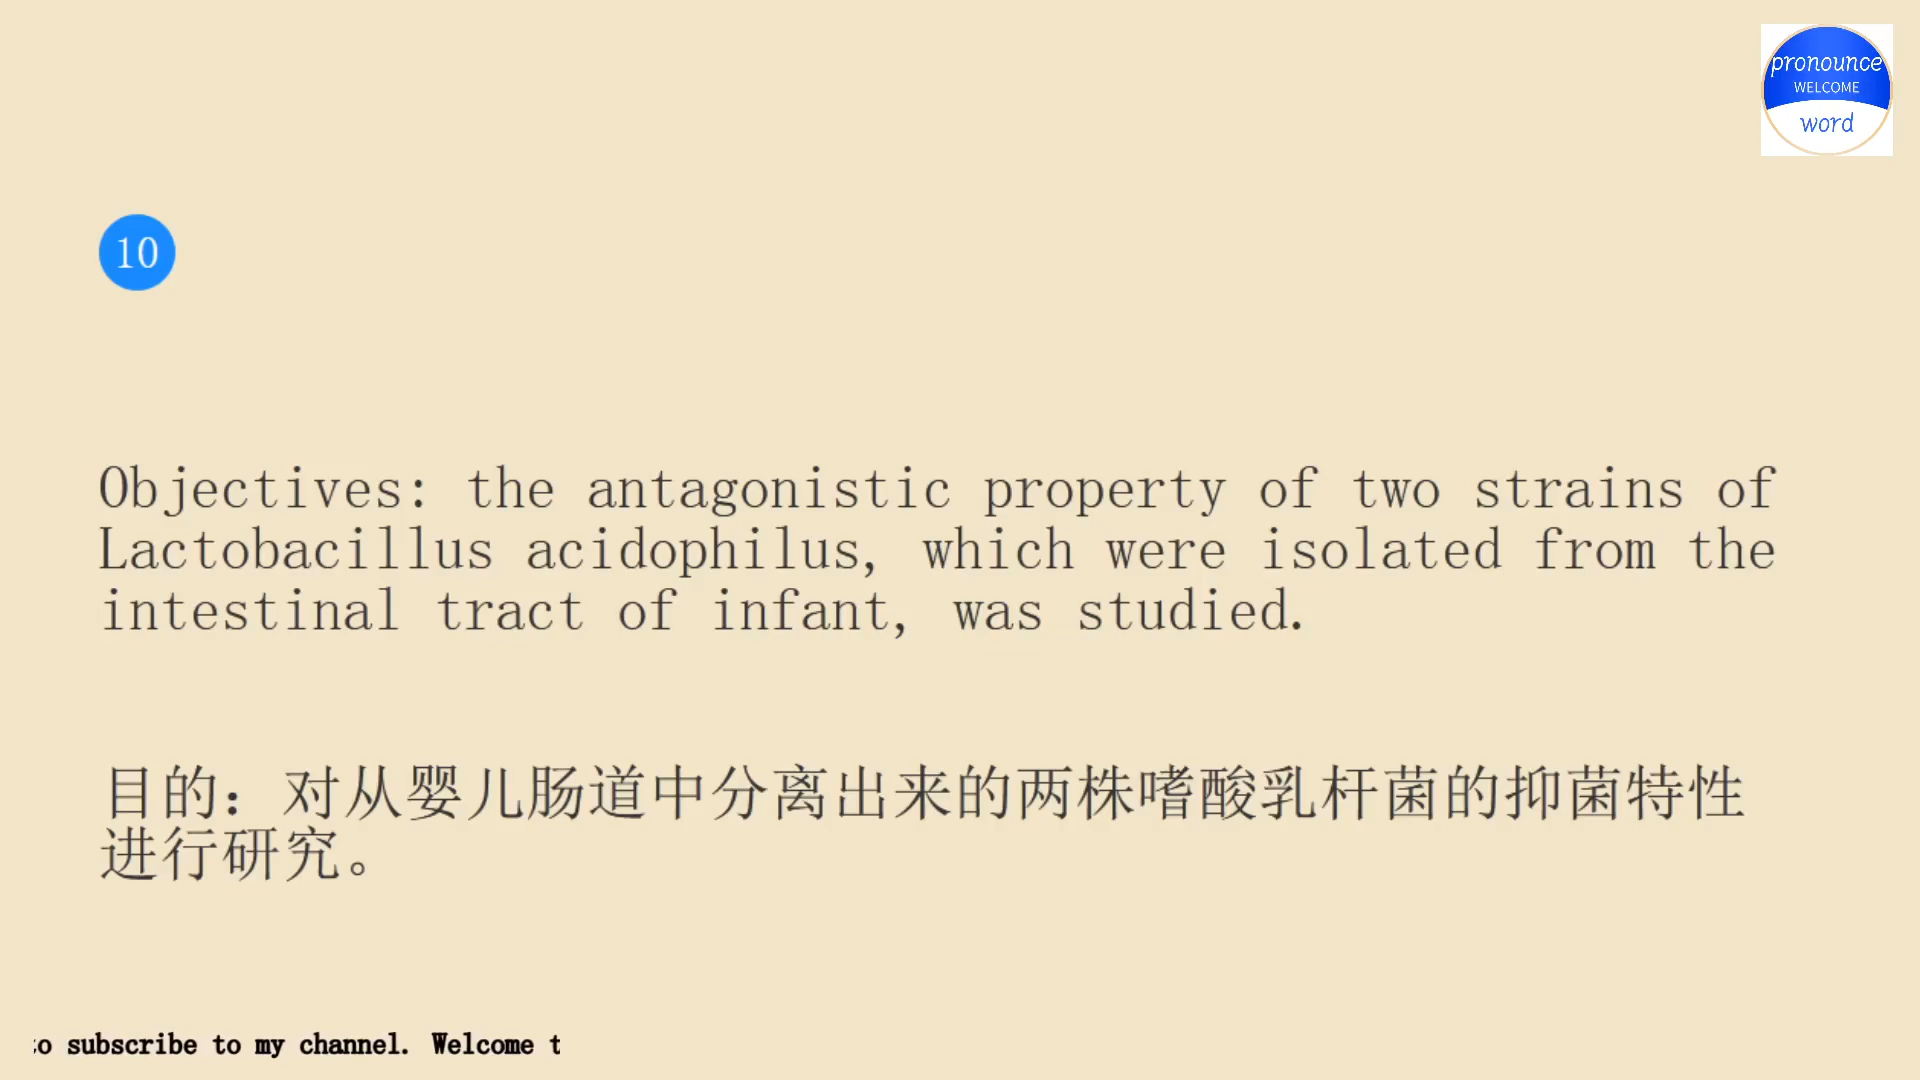 pronounce
WELCOME
word
10
Objectives: the antagonistic property of two strains of
Lactobacillus acidophilus, which were isolated from the
intestinal tract of infant, was studied.
目的：对从婴儿肠道中分离出来的两株嗜酸乳杆菌的抑菌特性
进行研究。
to subscribe to my channel. Welcome t